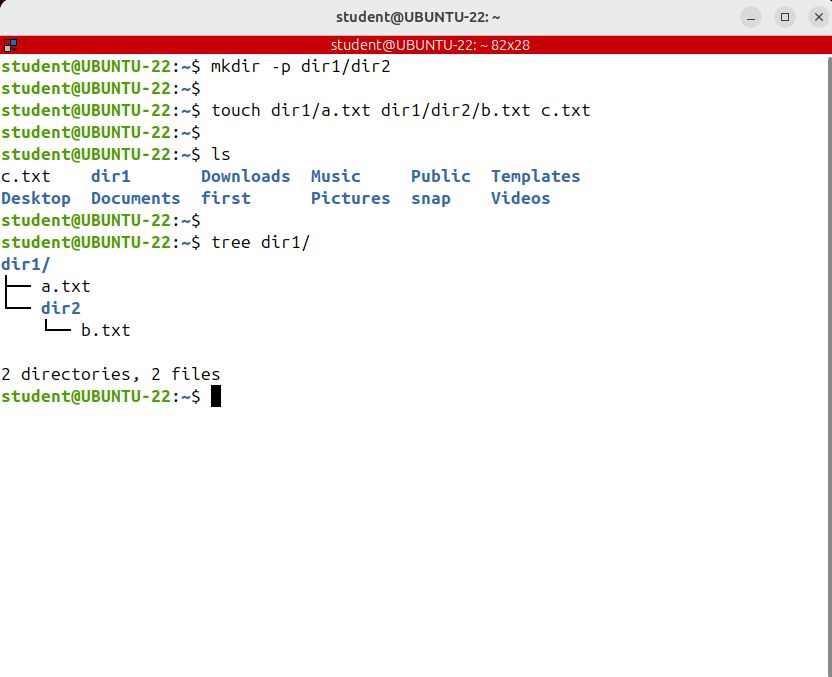 student@UBUNTU-22: ~
student@UBUNTU-22: ~ 82x28
student@UBUNTU-22:~$ mkdir -p dir1/dir2
student@UBUNTU-22:~$
student@UBUNTU-22:~$ touch dir1/a.txt dir1/dir2/b.txt c.txt
student@UBUNTU-22:~$
student@UBUNTU-22:~$ ls
c.txt    dir1       Downloads  Music     Public  Templates
Desktop  Documents  first      Pictures  snap    Videos
student@UBUNTU-22:~$
student@UBUNTU-22:~$ tree dir1/
dir1/
├── a.txt
└── dir2
    └── b.txt
2 directories, 2 files
student@UBUNTU-22:~$